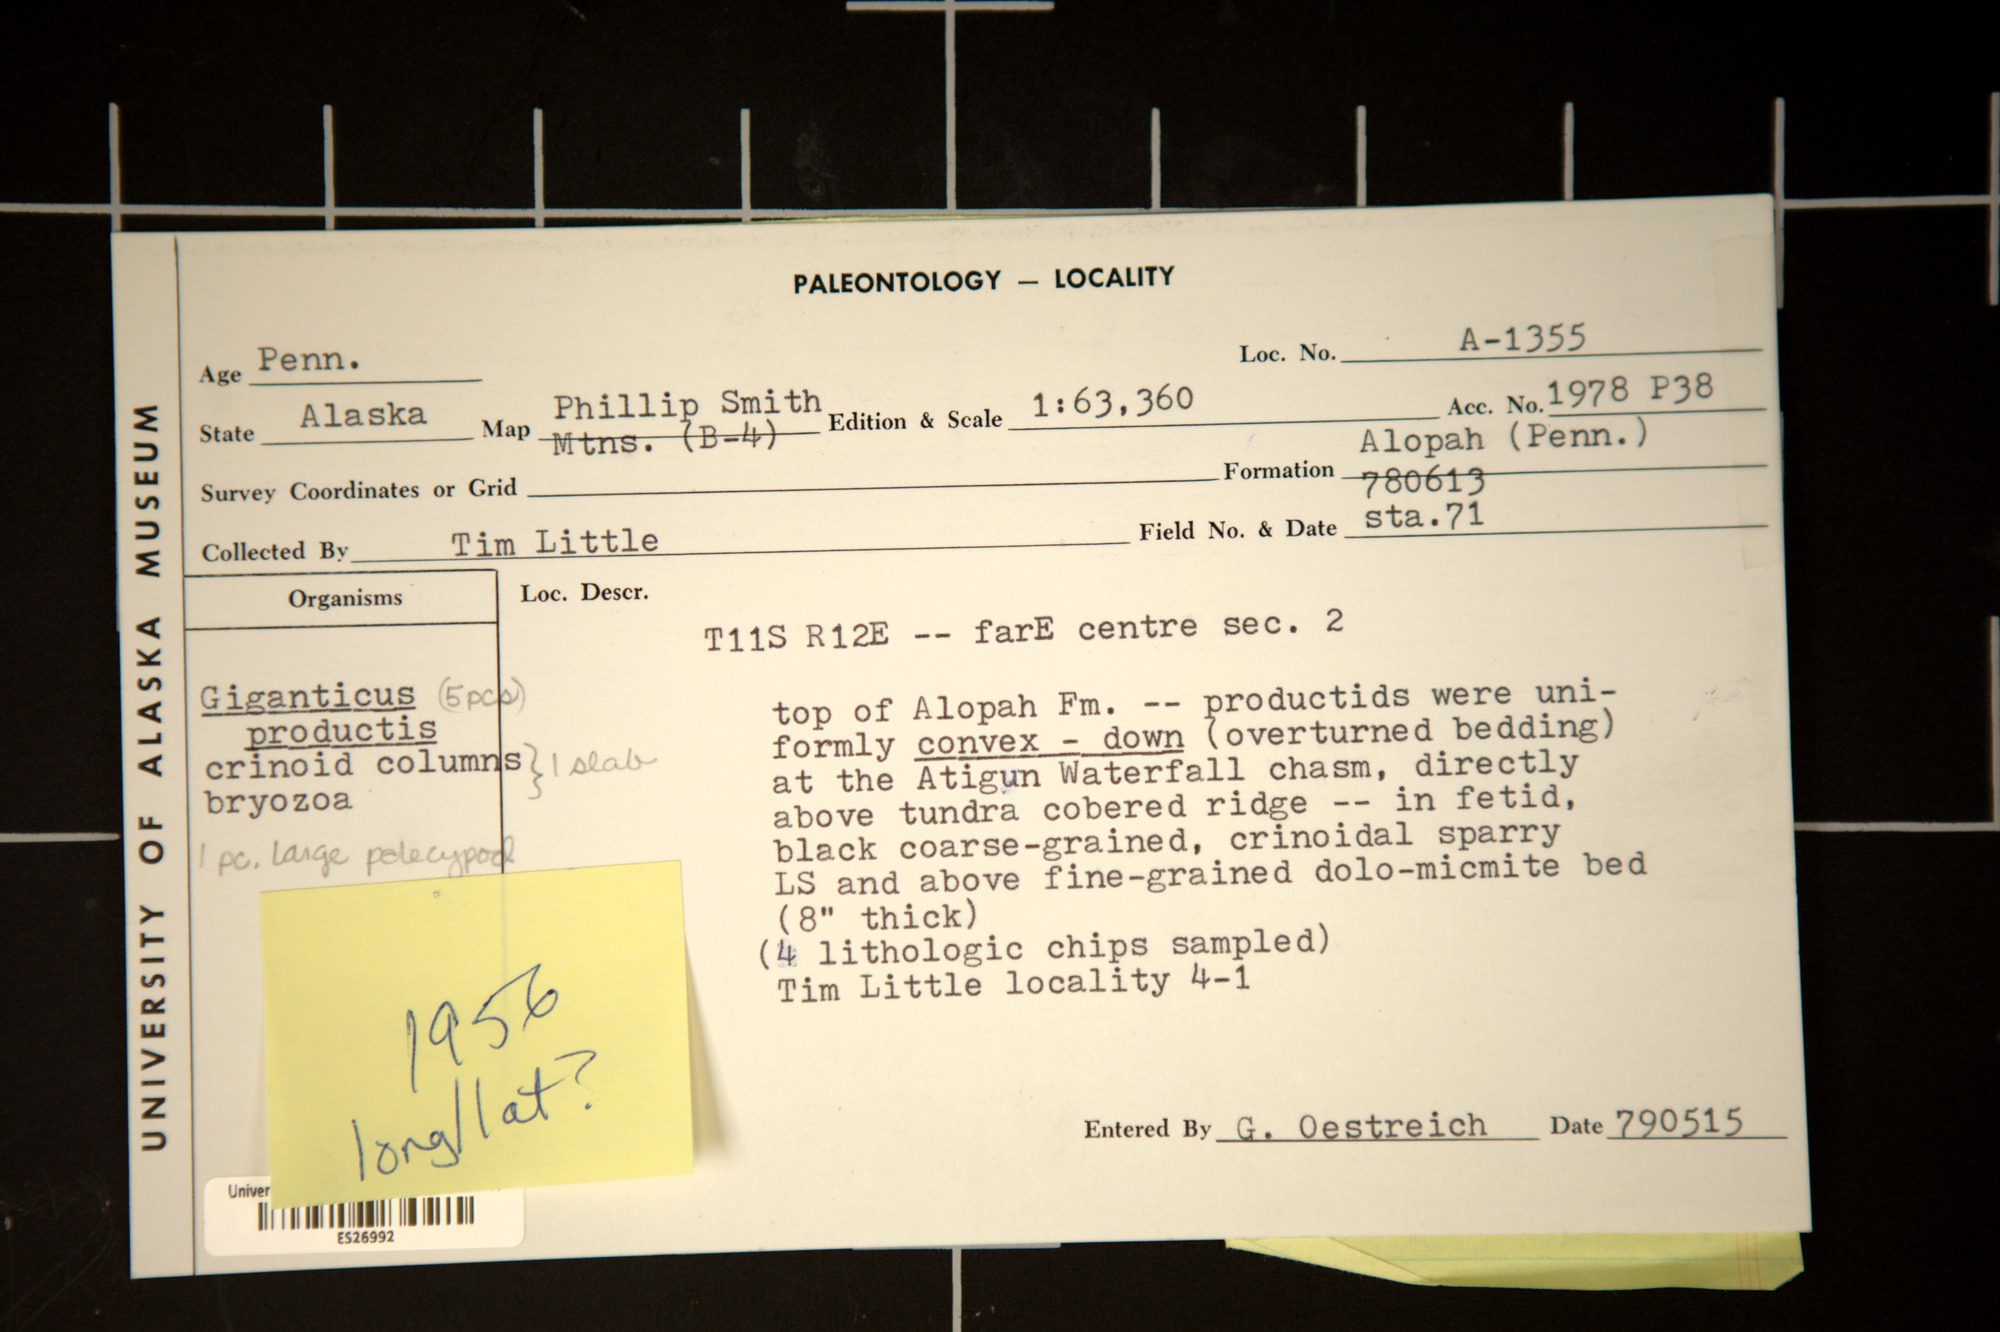 PALEONTOLOGY — LOCALITY
Age Penn.
Loc. No. A-1355
State Alaska Map Phillip Smith Mtns. (B-4) Edition & Scale 1:63,360 Acc. No. 1978 P38
Survey Coordinates or Grid Formation Alopah (Penn.)
Collected By Tim Little Field No. & Date 780613 sta.71
Organisms
Giganticus (5pcs)
productis
crinoid columns } 1 slab
bryozoa
1 pc. large pelecypod
Loc. Descr.
T11S R12E -- farE centre sec. 2
top of Alopah Fm. -- productids were uni-
formly convex - down (overturned bedding)
at the Atigun Waterfall chasm, directly
above tundra cobered ridge -- in fetid,
black coarse-grained, crinoidal sparry
LS and above fine-grained dolo-micmite bed
(8" thick)
(4 lithologic chips sampled)
Tim Little locality 4-1
Entered By G. Oestreich Date 790515
UNIVERSITY OF ALASKA MUSEUM
1956
long/lat?
Univer
ES26992